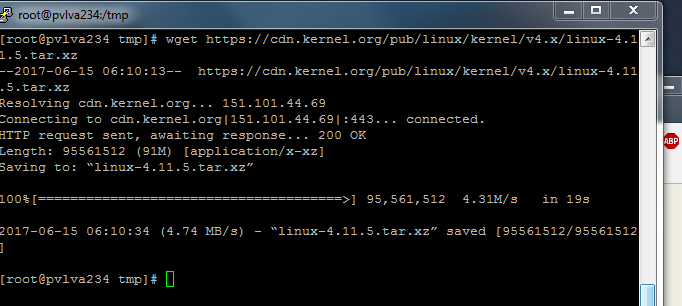 root@pvlva234:/tmp
[root@pvlva234 tmp]# wget https://cdn.kernel.org/pub/linux/kernel/v4.x/linux-4.1
1.5.tar.xz
--2017-06-15 06:10:13--  https://cdn.kernel.org/pub/linux/kernel/v4.x/linux-4.11
.5.tar.xz
Resolving cdn.kernel.org... 151.101.44.69
Connecting to cdn.kernel.org|151.101.44.69|:443... connected.
HTTP request sent, awaiting response... 200 OK
Length: 95561512 (91M) [application/x-xz]
Saving to: “linux-4.11.5.tar.xz”
100%[======================================>] 95,561,512  4.31M/s   in 19s
2017-06-15 06:10:34 (4.74 MB/s) - “linux-4.11.5.tar.xz” saved [95561512/95561512
]
[root@pvlva234 tmp]#
ABP